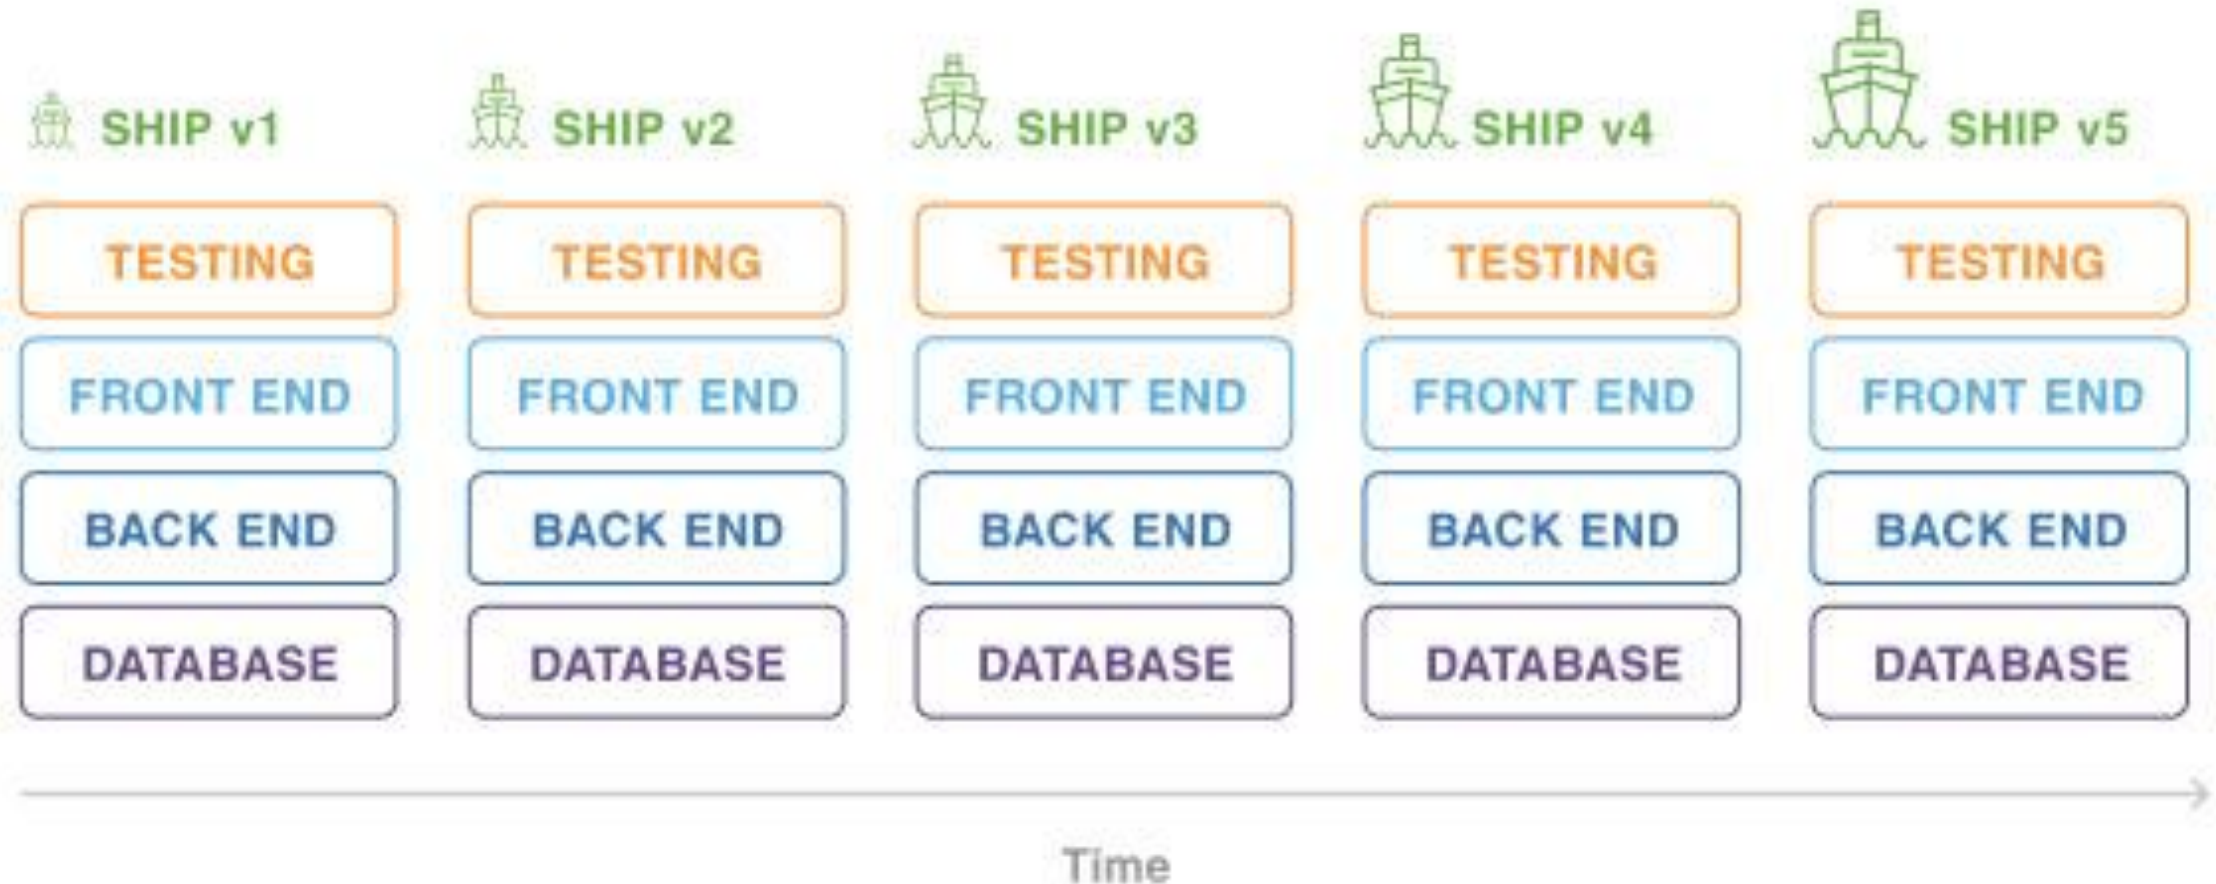 SHIP v1 SHIP v2 SHIP v3 SHIP v4 SHIP v5
TESTING TESTING TESTING TESTING TESTING
FRONT END FRONT END FRONT END FRONT END FRONT END
BACK END BACK END BACK END BACK END BACK END
DATABASE DATABASE DATABASE DATABASE DATABASE
Time